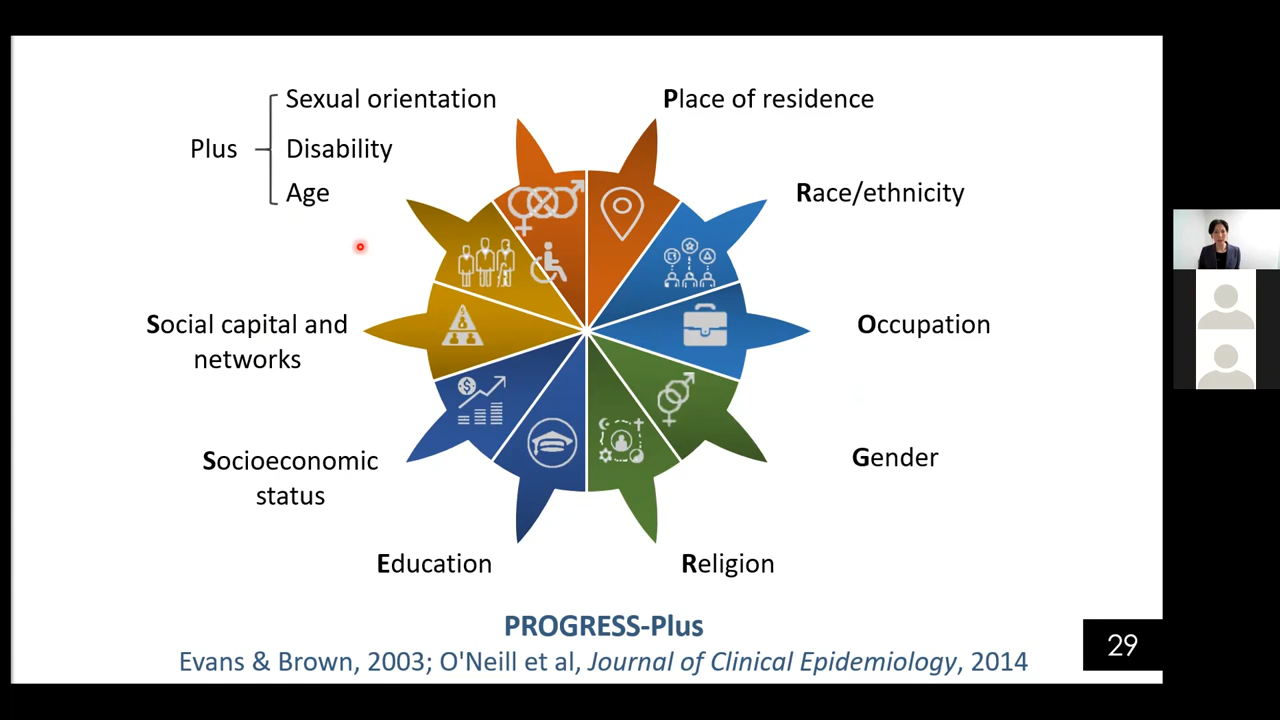 Sexual orientation
Plus
Disability
Age
Place of residence
Race/ethnicity
Occupation
Gender
Religion
Education
Socioeconomic
status
Social capital and
networks
PROGRESS-Plus
Evans & Brown, 2003; O'Neill et al, Journal of Clinical Epidemiology, 2014
29